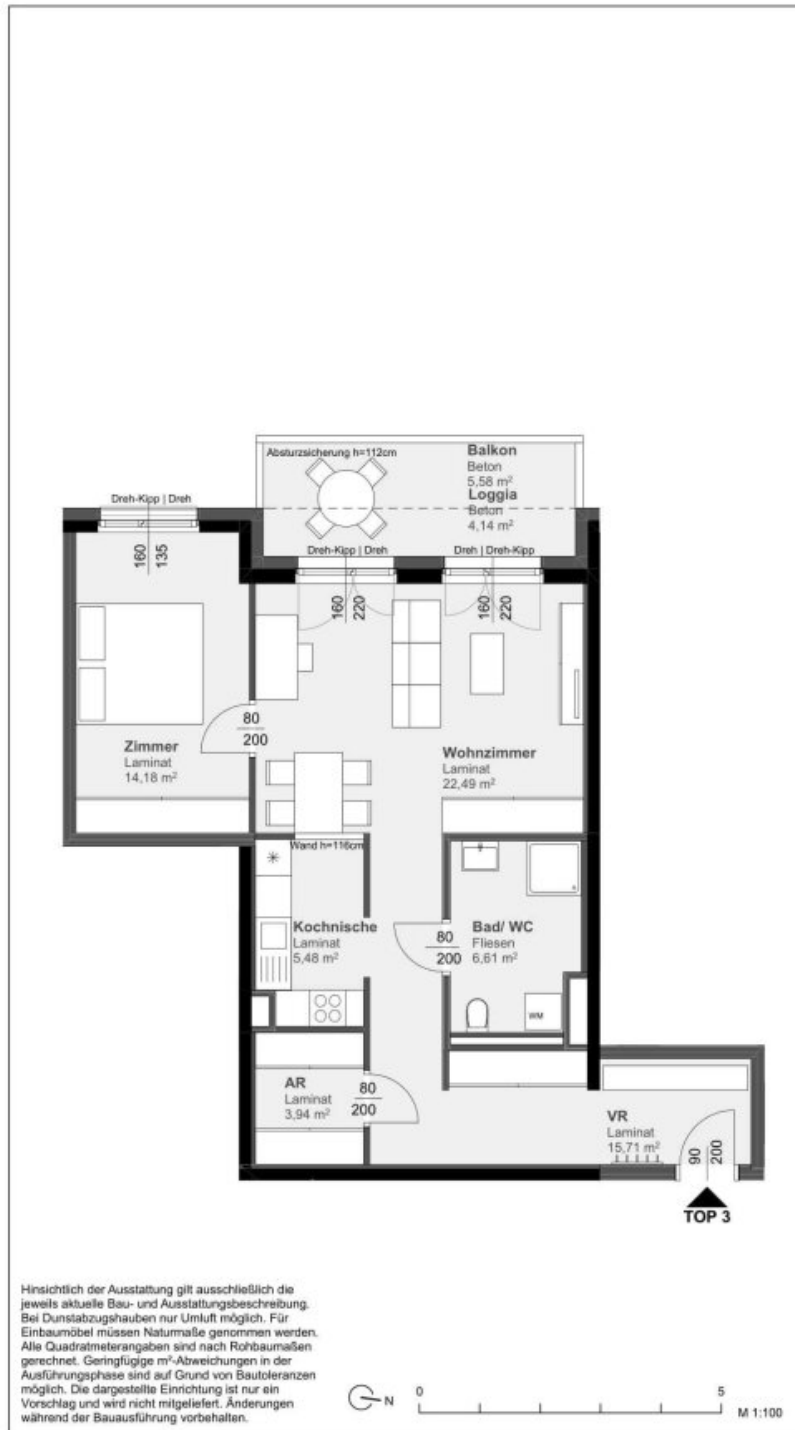 Absturzsicherung h=112cm
Balkon
Beton
5,58 m²
Loggia
Beton
4,14 m²
Dreh-Kipp | Dreh
Dreh-Kipp | Dreh
Dreh | Dreh-Kipp
160
135
160
220
160
220
80
200
Zimmer
Laminat
14,18 m²
Wohnzimmer
Laminat
22,49 m²
Wand h=116cm
Kochnische
Laminat
5,48 m²
80
200
Bad/ WC
Fliesen
6,61 m²
WM
AR
Laminat
3,94 m²
80
200
VR
Laminat
15,71 m²
90
200
TOP 3
Hinsichtlich der Ausstattung gilt ausschließlich die
jeweils aktuelle Bau- und Ausstattungsbeschreibung.
Bei Dunstabzugshauben nur Umluft möglich. Für
Einbaumöbel müssen Naturmaße genommen werden.
Alle Quadratmeterangaben sind nach Rohbaumaßen
gerechnet. Geringfügige m²-Abweichungen in der
Ausführungsphase sind auf Grund von Bautoleranzen
möglich. Die dargestellte Einrichtung ist nur ein
Vorschlag und wird nicht mitgeliefert. Änderungen
während der Bauausführung vorbehalten.
N
0
5
M 1:100